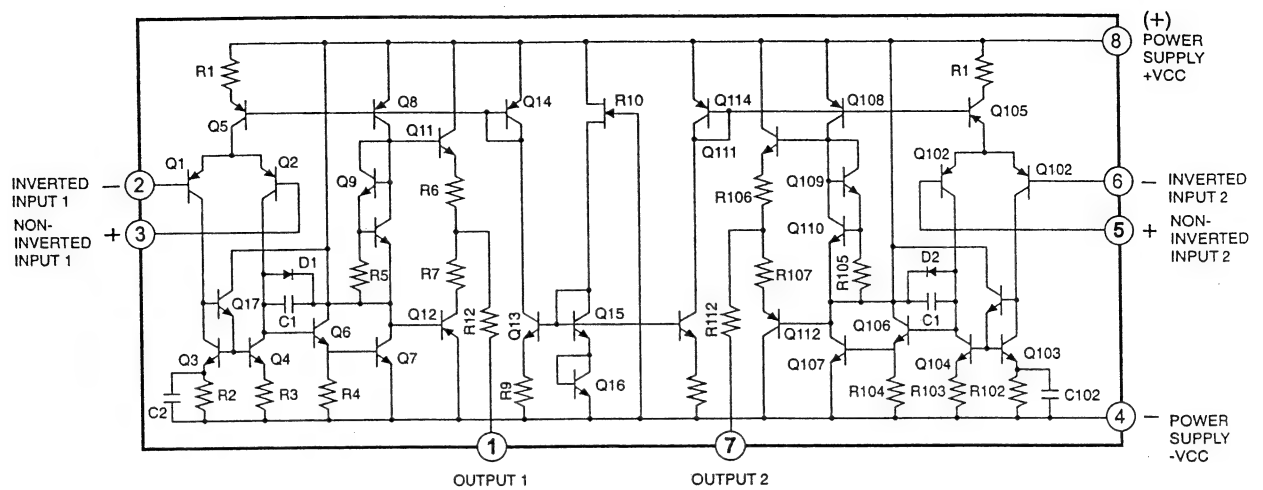 (+)
8 POWER
SUPPLY
+VCC
R1
R1
Q5
Q8
Q14
R10
Q114
Q108
Q105
Q11
Q111
Q1
Q2
Q102
Q102
Q9
Q109
INVERTED
INPUT 1
− 2
6 − INVERTED
INPUT 2
R6
R106
NON-
INVERTED
INPUT 1
+ 3
5 + NON-
INVERTED
INPUT 2
Q110
D1
R5
R7
R107
R105
D2
Q17
C1
C1
Q6
Q12
R12
Q13
Q15
R112
Q112
Q106
Q3
Q4
Q7
Q107
Q104
Q103
Q16
C2
R2
R3
R4
R9
R104
R103
R102
C102
4 − POWER
SUPPLY
-VCC
1
7
OUTPUT 1
OUTPUT 2